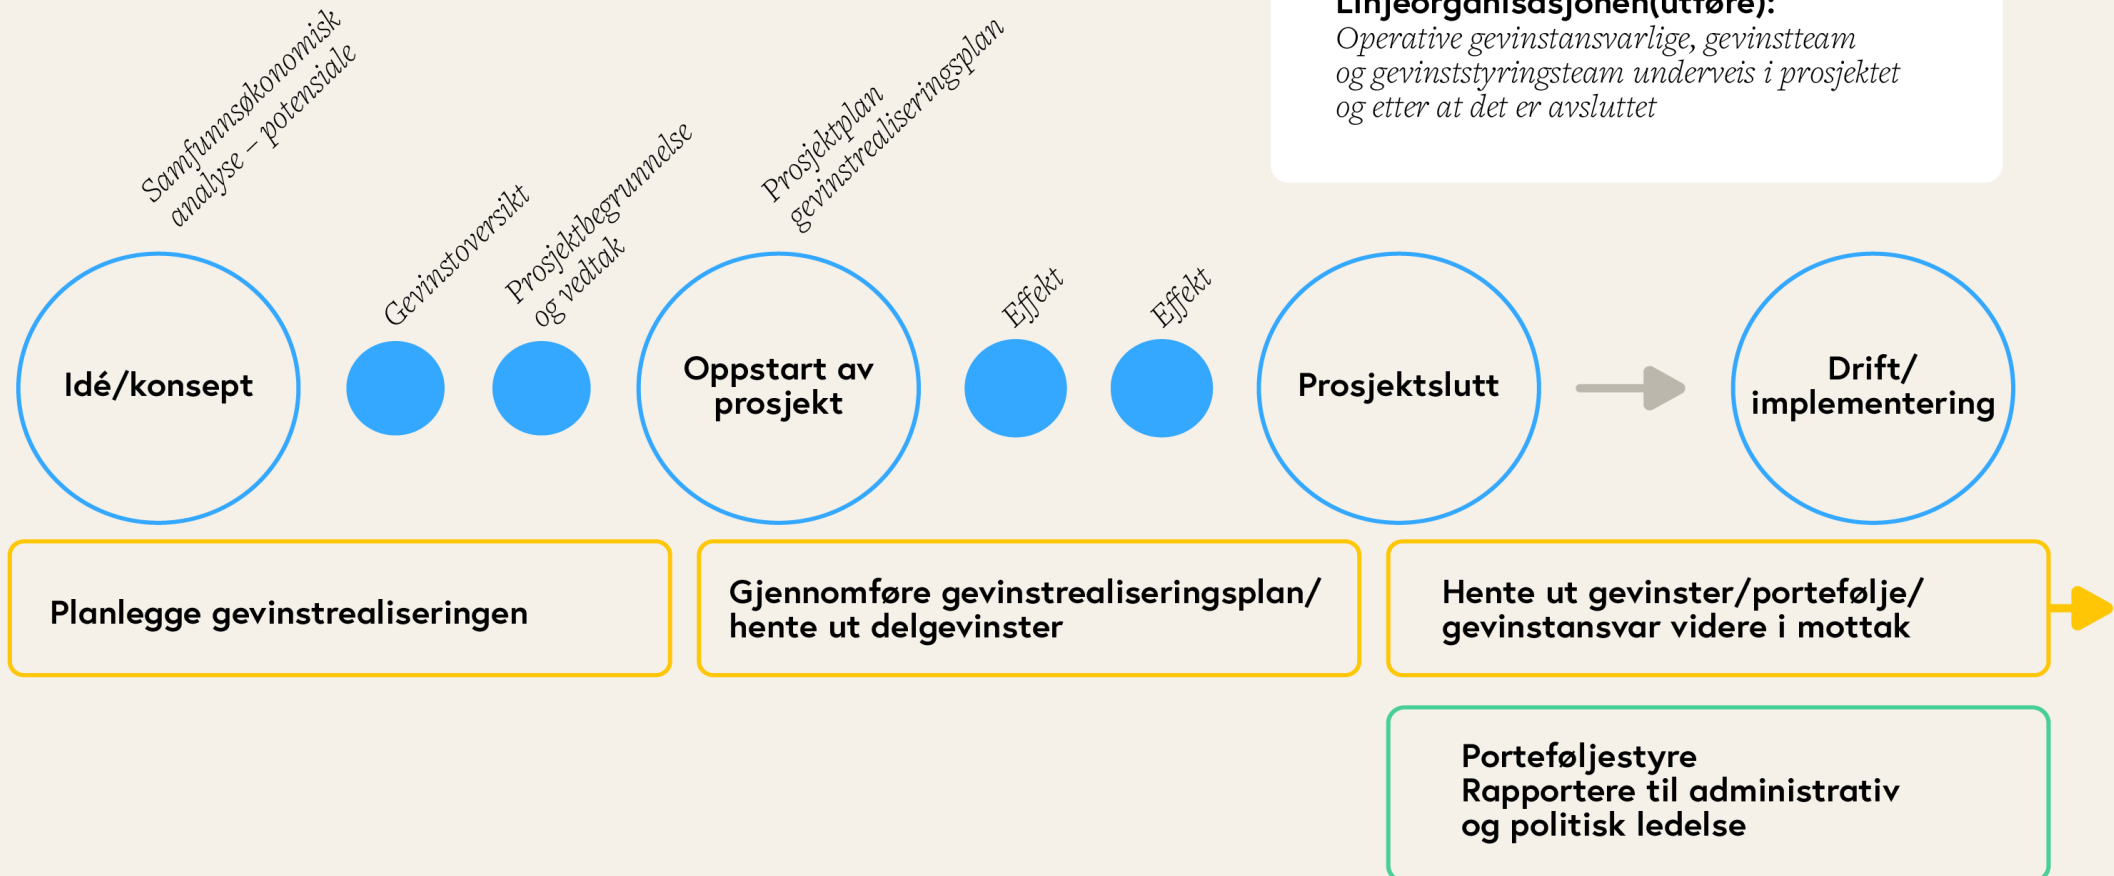 Linjeorganisasjonen(utføre):
Operative gevinstansvarlige, gevinstteam
og gevinststyringsteam underveis i prosjektet
og etter at det er avsluttet
Samfunnsøkonomisk
analyse – potensiale
Gevinstoversikt
Prosjektbegrunnelse
og vedtak
Prosjektplan
gevinstrealiseringsplan
Effekt
Effekt
Idé/konsept
Oppstart av
prosjekt
Prosjektslutt
Drift/
implementering
Planlegge gevinstrealiseringen
Gjennomføre gevinstrealiseringsplan/
hente ut delgevinster
Hente ut gevinster/portefølje/
gevinstansvar videre i mottak
Porteføljestyre
Rapportere til administrativ
og politisk ledelse